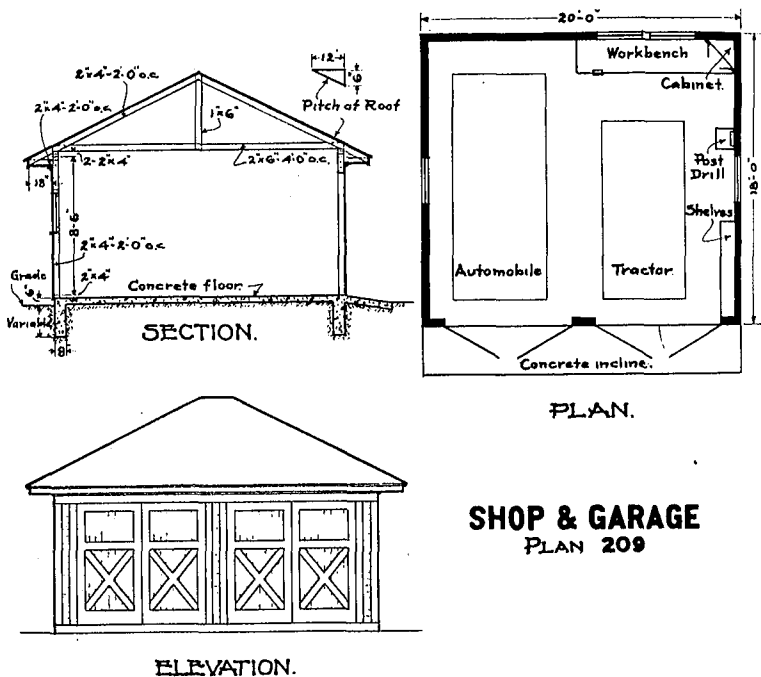 2"x4"-2'-0" o.c.
2"x4"-2'-0" o.c.
1"x6"
12"
6"
Pitch of Roof
2-2"x4"
2"x6"-4'-0" o.c.
18"
8'-6"
2"x4"-2'-0" o.c.
2"x4"
Grade
6"
Concrete floor
Variable
8"
SECTION.
20'-0"
Workbench
Cabinet.
Post
Drill
18'-0"
Shelves
Automobile
Tractor
Concrete incline.
PLAN.
ELEVATION.
SHOP & GARAGE
PLAN 209